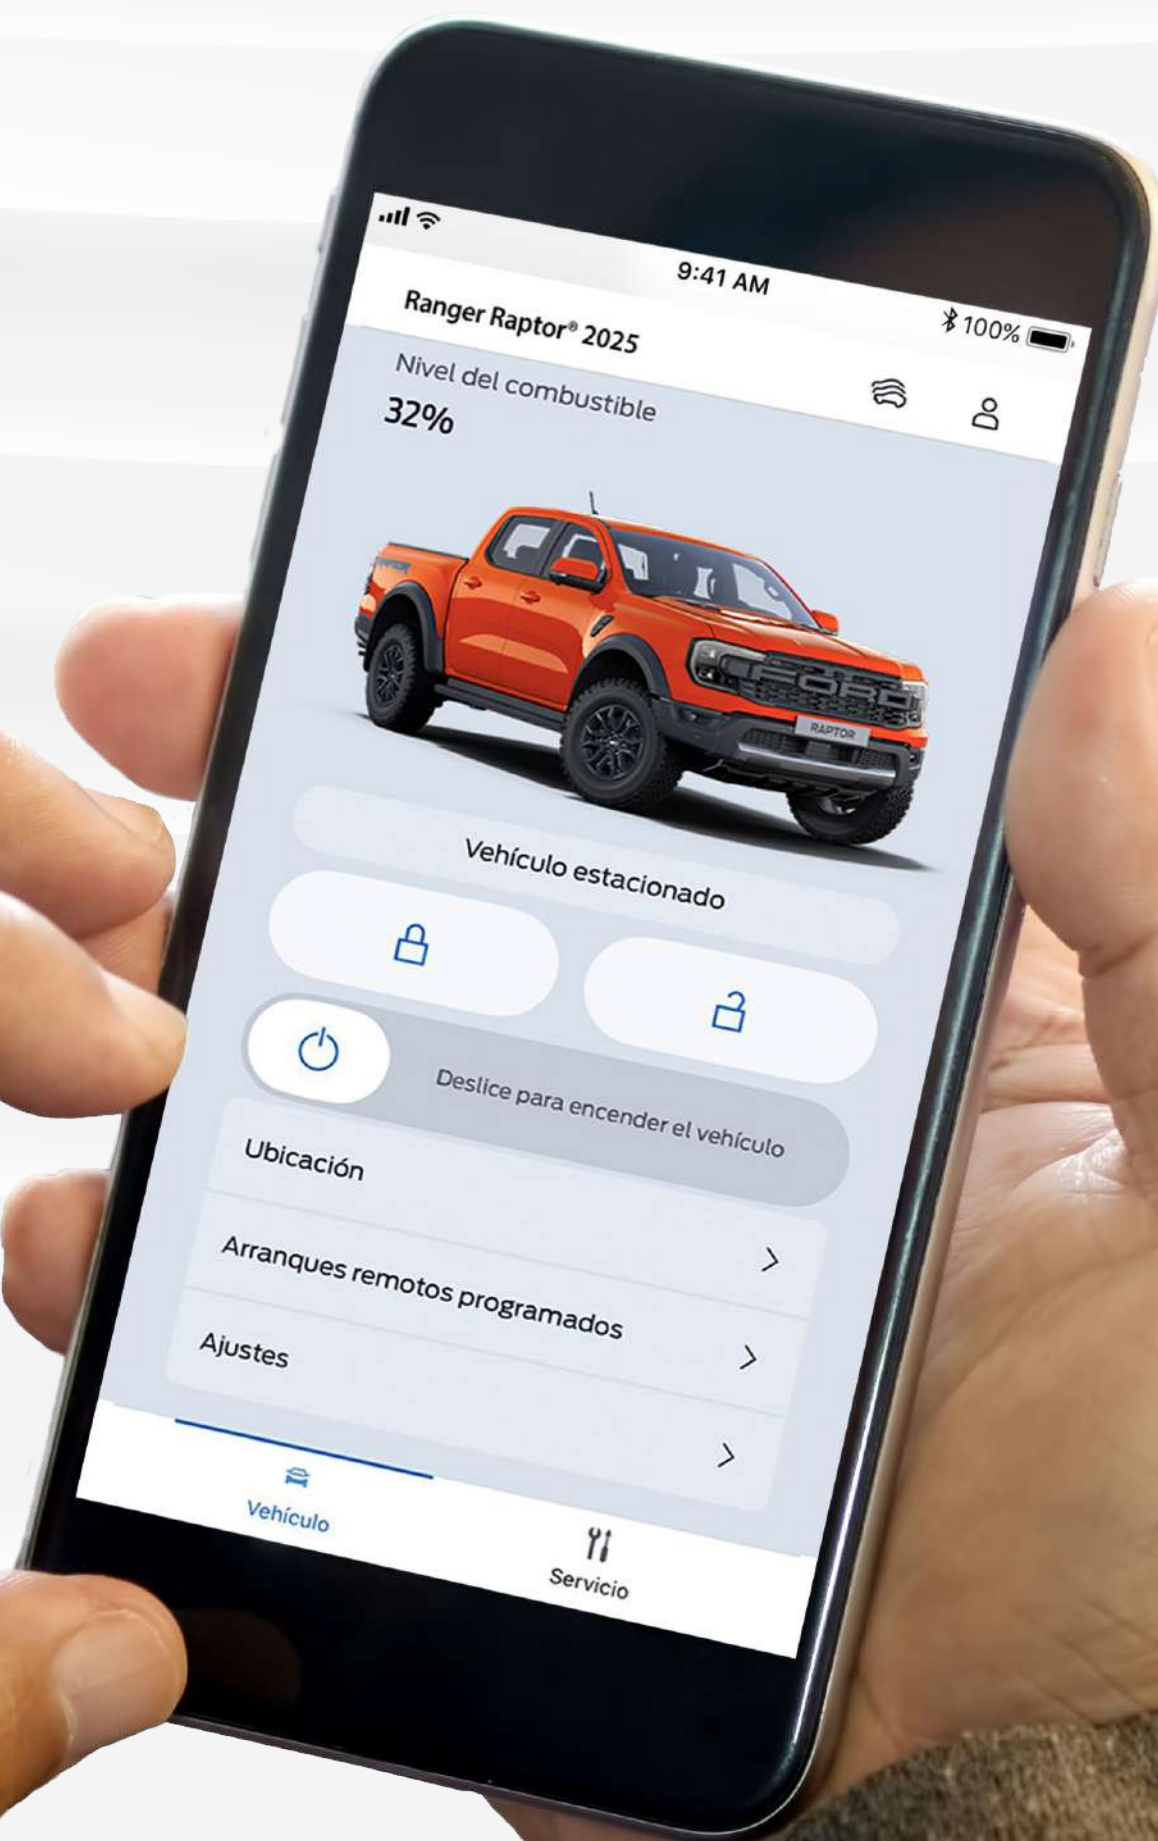 9:41 AM
100%
Ranger Raptor® 2025
Nivel del combustible
32%
FORD
RAPTOR
Vehículo estacionado
Deslice para encender el vehículo
Ubicación
Arranques remotos programados
Ajustes
Vehículo
Servicio